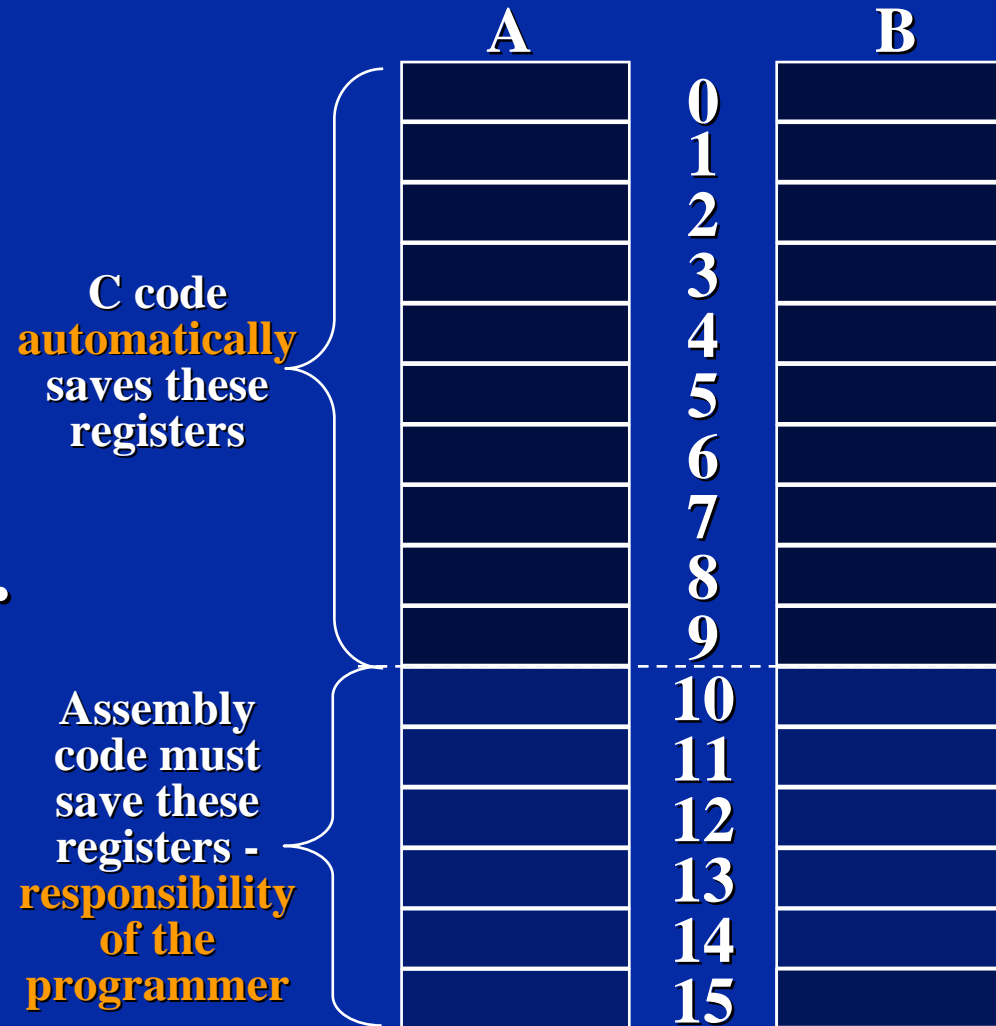 A B
0
1
2
3
4
5
6
7
8
9
10
11
12
13
14
15
C code
automatically
saves these
registers
.
Assembly
code must
save these
registers -
responsibility
of the
programmer